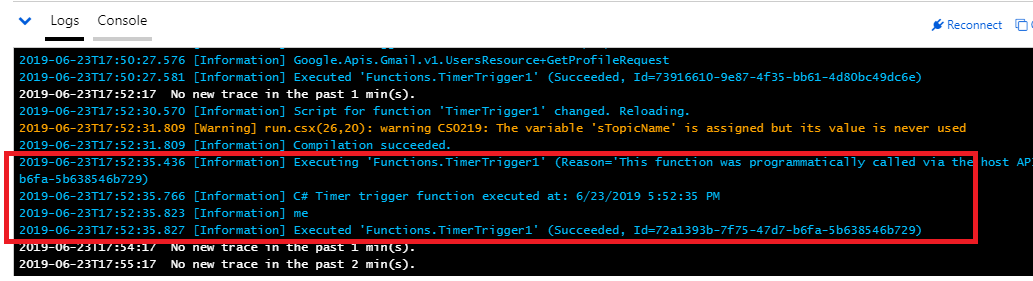 Logs Console Reconnect
2019-06-23T17:50:27.576 [Information] Google.Apis.Gmail.v1.UsersResource+GetProfileRequest
2019-06-23T17:50:27.581 [Information] Executed 'Functions.TimerTrigger1' (Succeeded, Id=73916610-9e87-4f35-bb61-4d80bc49dc6e)
2019-06-23T17:52:17 No new trace in the past 1 min(s).
2019-06-23T17:52:30.570 [Information] Script for function 'TimerTrigger1' changed. Reloading.
2019-06-23T17:52:31.809 [Warning] run.csx(26,20): warning CS0219: The variable 'sTopicName' is assigned but its value is never used
2019-06-23T17:52:31.809 [Information] Compilation succeeded.
2019-06-23T17:52:35.436 [Information] Executing 'Functions.TimerTrigger1' (Reason='This function was programmatically called via the host AP
b6fa-5b638546b729)
2019-06-23T17:52:35.766 [Information] C# Timer trigger function executed at: 6/23/2019 5:52:35 PM
2019-06-23T17:52:35.823 [Information] me
2019-06-23T17:52:35.827 [Information] Executed 'Functions.TimerTrigger1' (Succeeded, Id=72a1393b-7f75-47d7-b6fa-5b638546b729)
2019-06-23T17:54:17 No new trace in the past 1 min(s).
2019-06-23T17:55:17 No new trace in the past 2 min(s).